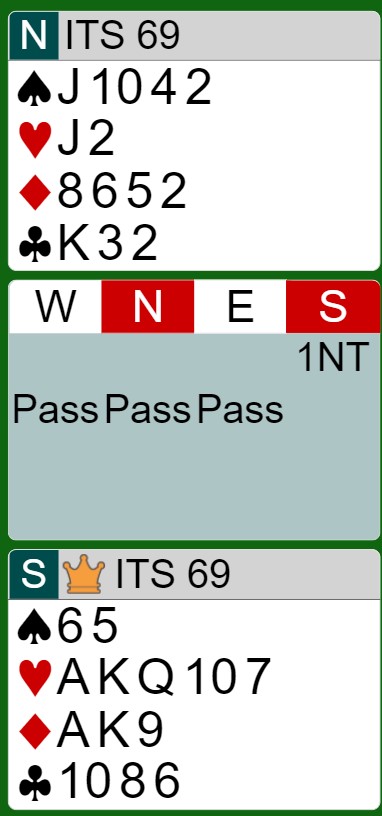 N ITS 69
♠J 10 4 2
♥J 2
♦8 6 5 2
♣K 3 2
W N E S
1NT
Pass Pass Pass
S ITS 69
♠6 5
♥A K Q 10 7
♦A K 9
♣10 8 6